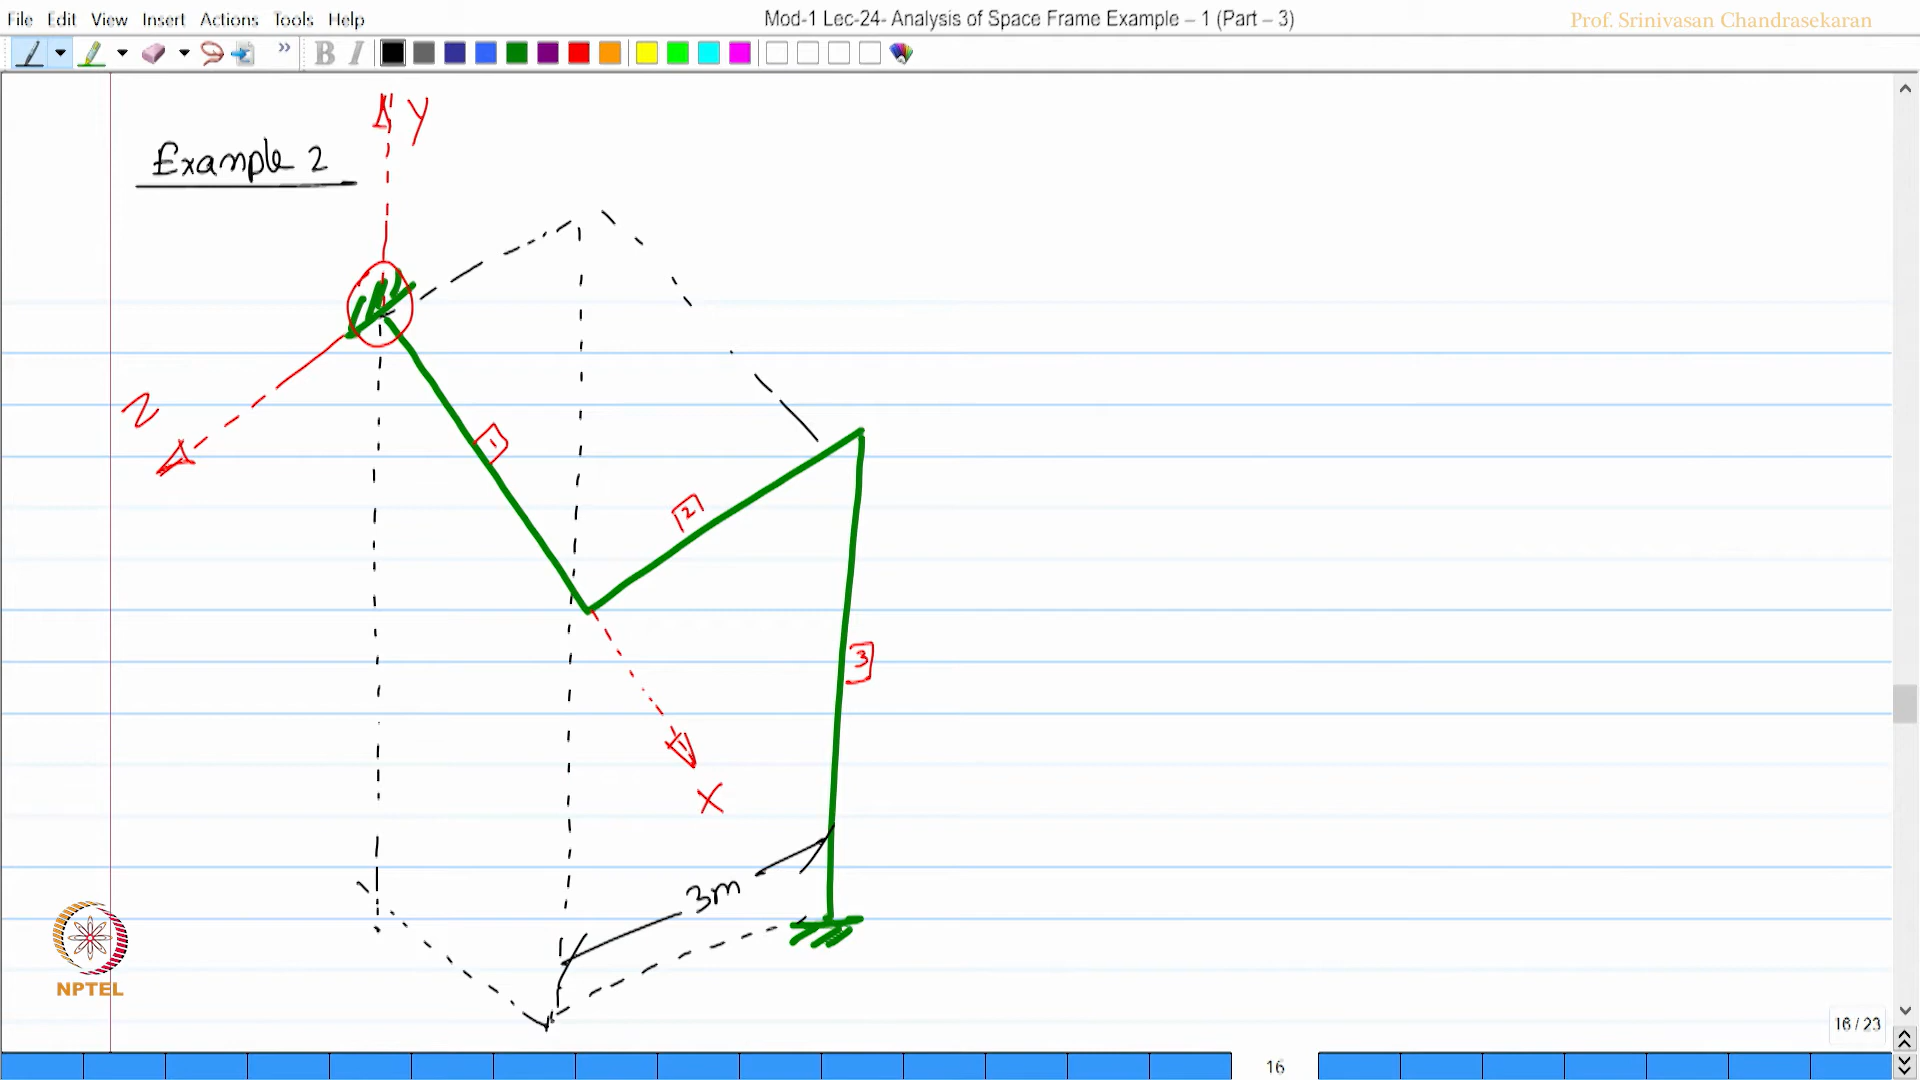 File Edit View Insert Actions Tools Help
Mod-1 Lec-24- Analysis of Space Frame Example – 1 (Part – 3)
Prof. Srinivasan Chandrasekaran
B I
Y
Example 2
Z
1
2
3
X
3m
NPTEL
16 / 23
16